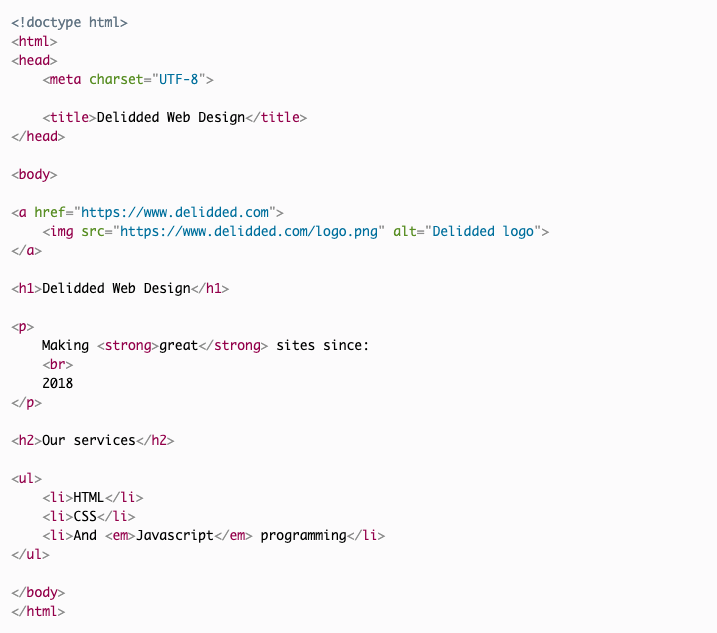 <!doctype html>
<html>
<head>
    <meta charset="UTF-8">

    <title>Delidded Web Design</title>
</head>

<body>

<a href="https://www.delidded.com">
    <img src="https://www.delidded.com/logo.png" alt="Delidded logo">
</a>

<h1>Delidded Web Design</h1>

<p>
    Making <strong>great</strong> sites since:
    <br>
    2018
</p>

<h2>Our services</h2>

<ul>
    <li>HTML</li>
    <li>CSS</li>
    <li>And <em>Javascript</em> programming</li>
</ul>

</body>
</html>